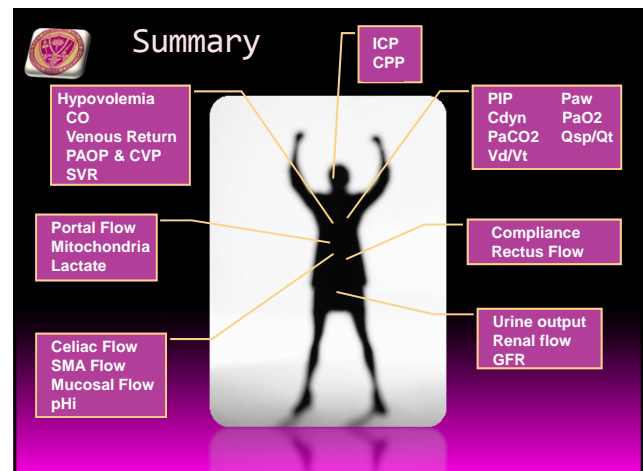 Summary
ICP
CPP
Hypovolemia
CO
Venous Return
PAOP & CVP
SVR
PIP Paw
Cdyn PaO2
PaCO2 Qsp/Qt
Vd/Vt
Portal Flow
Mitochondria
Lactate
Compliance
Rectus Flow
Celiac Flow
SMA Flow
Mucosal Flow
pHi
Urine output
Renal flow
GFR